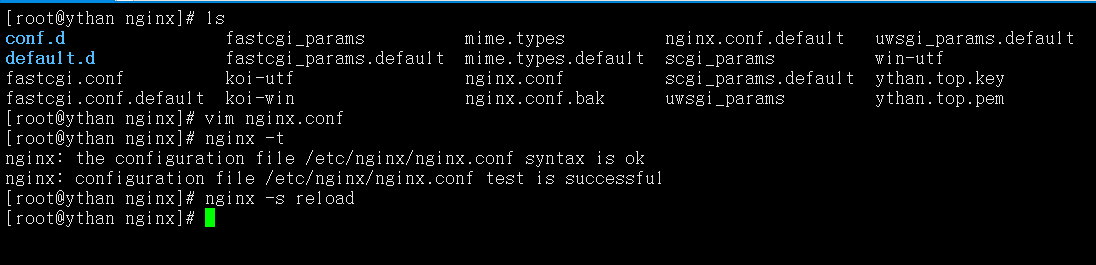 [root@ythan nginx]# ls
conf.d fastcgi_params mime.types nginx.conf.default uwsgi_params.default
default.d fastcgi_params.default mime.types.default scgi_params win-utf
fastcgi.conf koi-utf nginx.conf scgi_params.default ythan.top.key
fastcgi.conf.default koi-win nginx.conf.bak uwsgi_params ythan.top.pem
[root@ythan nginx]# vim nginx.conf
[root@ythan nginx]# nginx -t
nginx: the configuration file /etc/nginx/nginx.conf syntax is ok
nginx: configuration file /etc/nginx/nginx.conf test is successful
[root@ythan nginx]# nginx -s reload
[root@ythan nginx]#